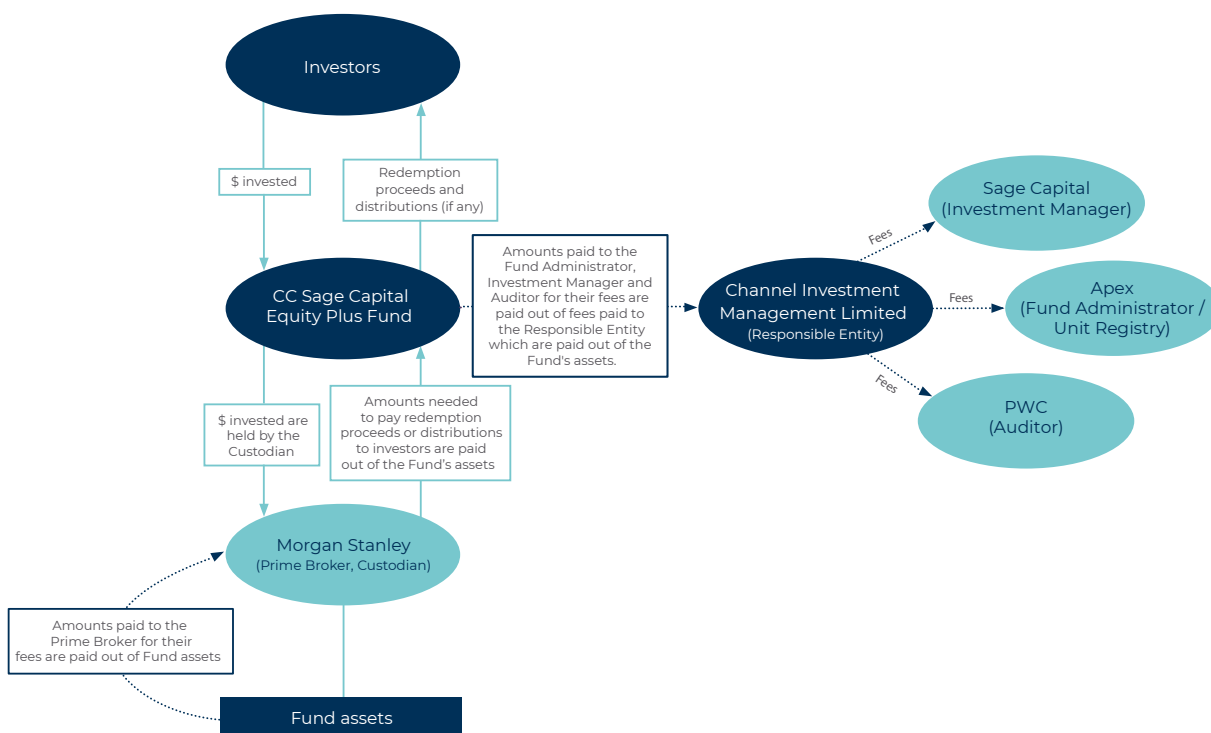 Investors
$ invested
Redemption
proceeds and
distributions (if any)
Sage Capital
(Investment Manager)
Fees
Amounts paid to the
Fund Administrator,
Investment Manager and
Auditor for their fees are
paid out of fees paid to
the Responsible Entity
which are paid out of the
Fund's assets.
CC Sage Capital
Equity Plus Fund
Channel Investment
Management Limited
(Responsible Entity)
Fees
Apex
(Fund Administrator /
Unit Registry)
Fees
PWC
(Auditor)
$ invested are
held by the
Custodian
Amounts needed
to pay redemption
proceeds or distributions
to investors are paid
out of the Fund's assets
Morgan Stanley
(Prime Broker, Custodian)
Amounts paid to the
Prime Broker for their
fees are paid out of Fund assets
Fund assets